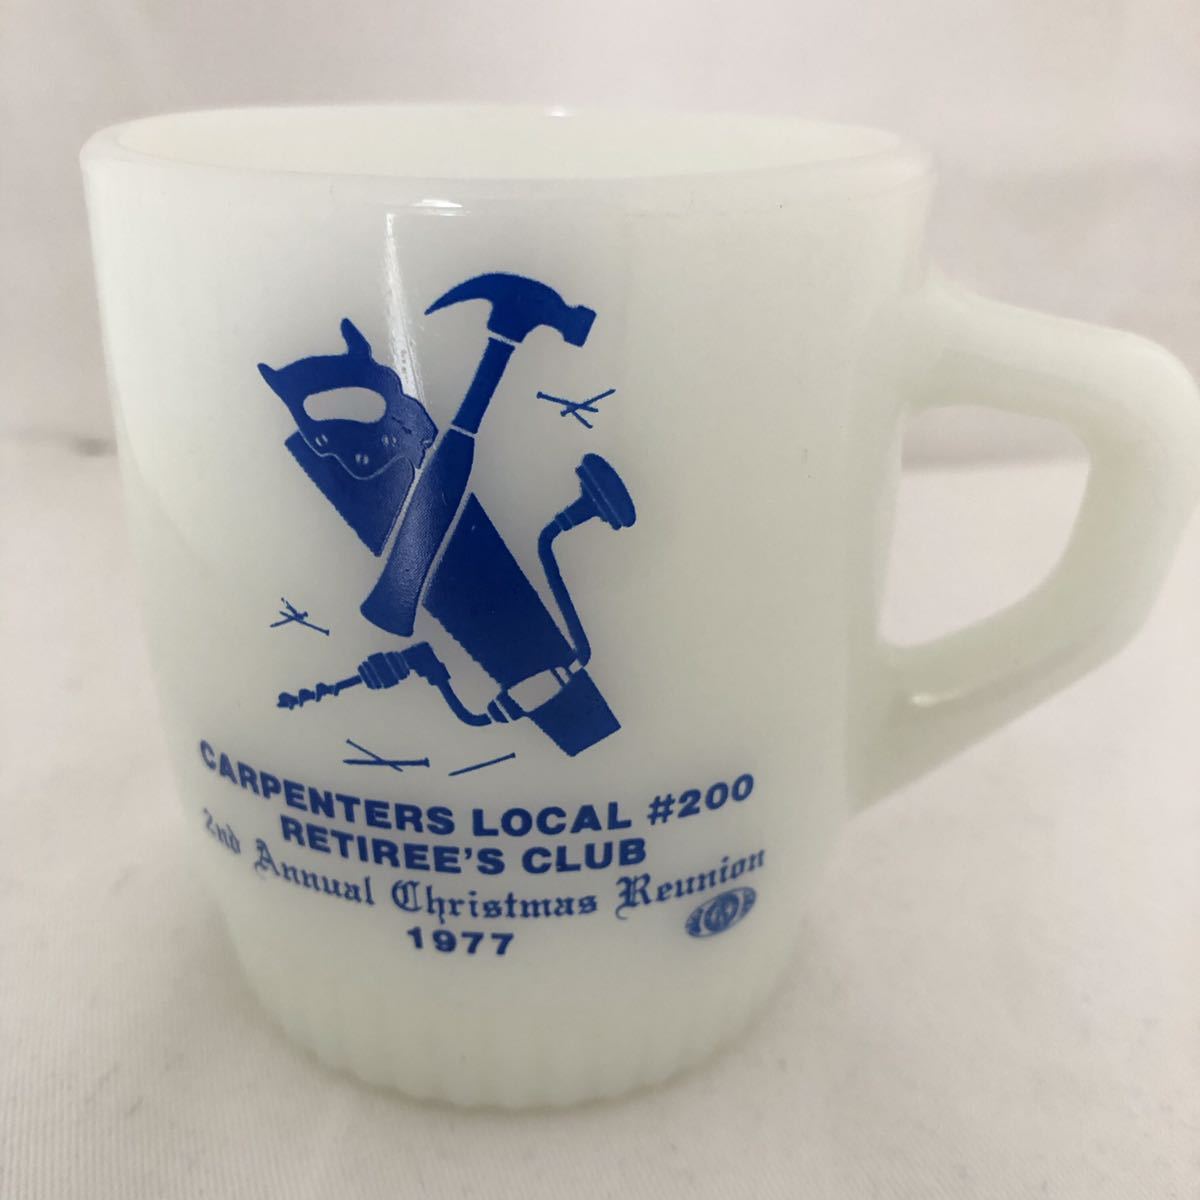 CARPENTERS LOCAL #200
RETIREE'S CLUB
2nd Annual Christmas Reunion
1977